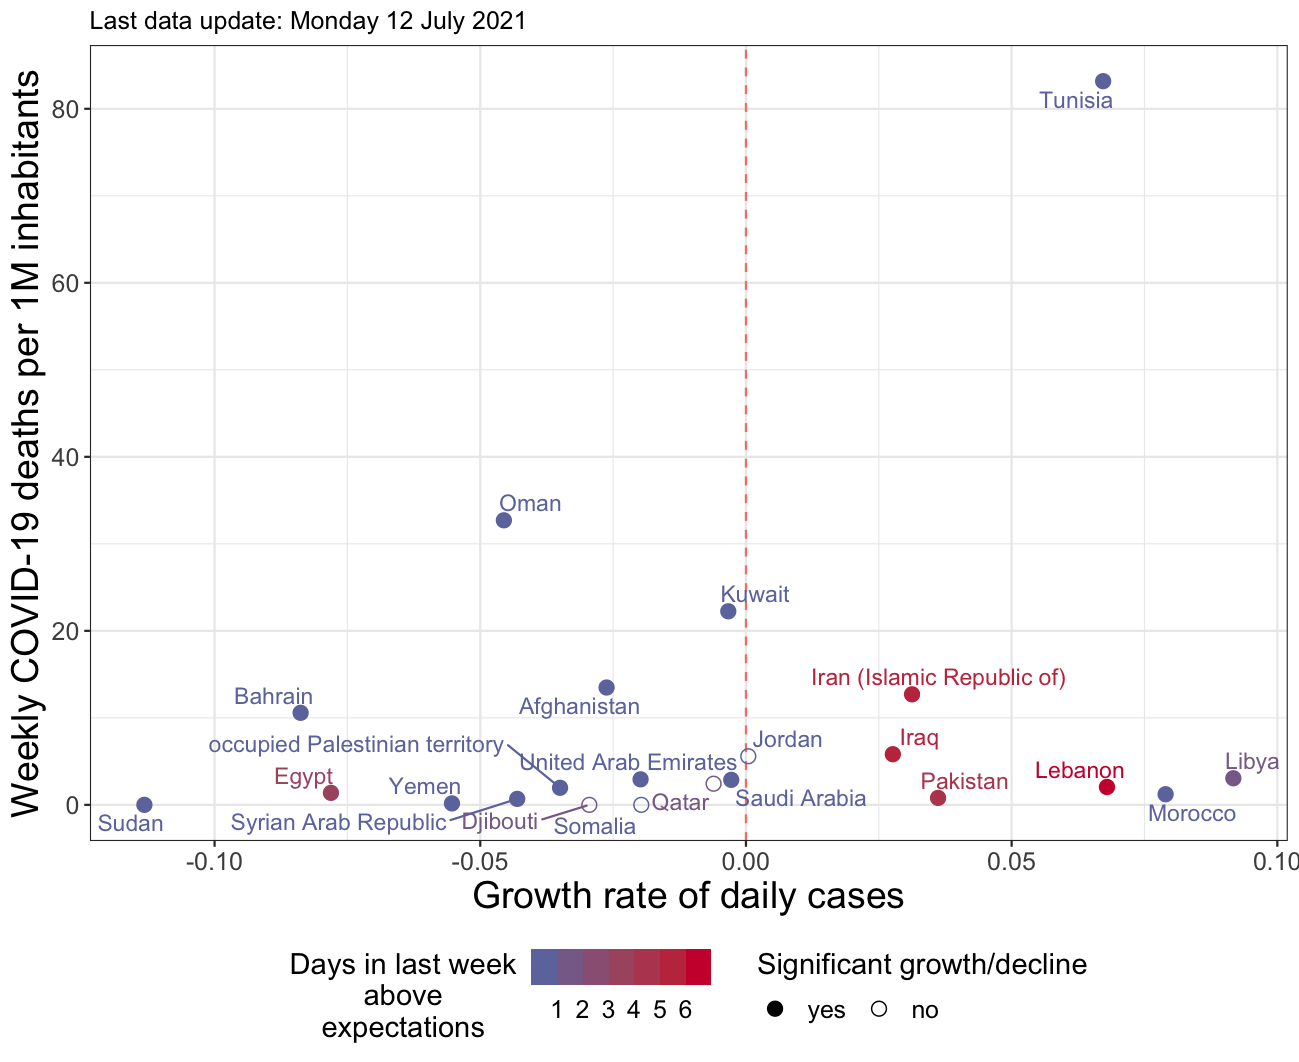 Last data update: Monday 12 July 2021
Weekly COVID-19 deaths per 1M inhabitants
80
60
40
20
0
Tunisia
Oman
Kuwait
Iran (Islamic Republic of)
Bahrain
Afghanistan
Jordan
Iraq
occupied Palestinian territory
United Arab Emirates
Libya
Egypt
Yemen
Lebanon
Pakistan
Saudi Arabia
Qatar
Morocco
Sudan
Syrian Arab Republic
Djibouti
Somalia
-0.10
-0.05
0.00
0.05
0.10
Growth rate of daily cases
Days in last week
above
expectations
1 2 3 4 5 6
Significant growth/decline
yes
no